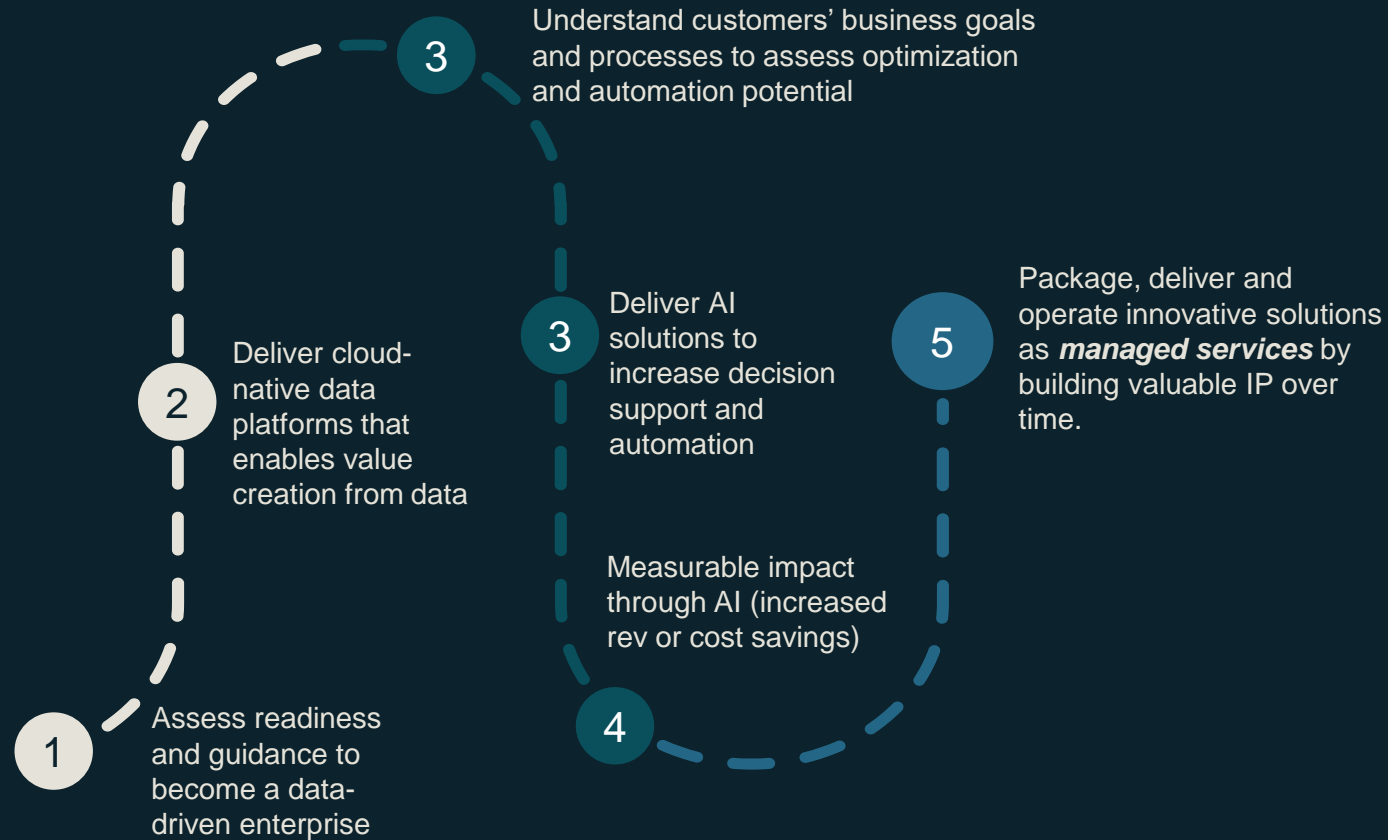 1
Assess readiness
and guidance to
become a data-
driven enterprise
2
Deliver cloud-
native data
platforms that
enables value
creation from data
3
Understand customers’ business goals
and processes to assess optimization
and automation potential
3
Deliver AI
solutions to
increase decision
support and
automation
4
Measurable impact
through AI (increased
rev or cost savings)
5
Package, deliver and
operate innovative solutions
as managed services by
building valuable IP over
time.